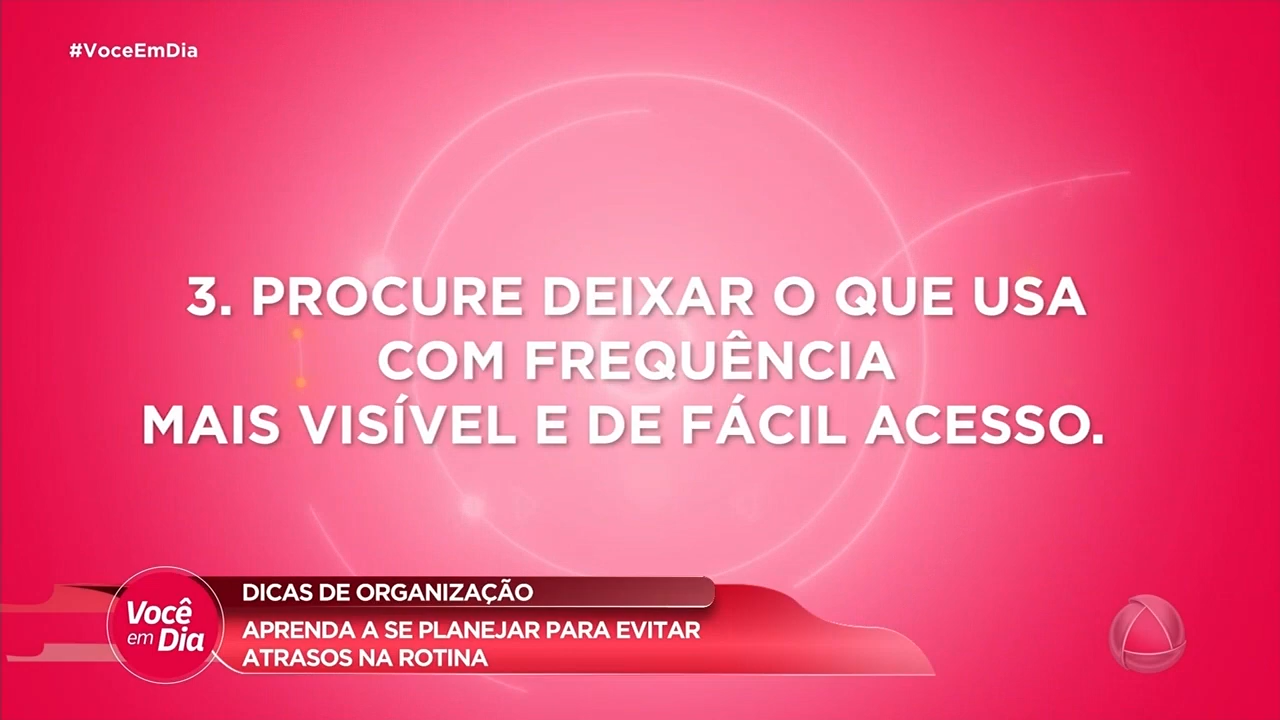 #VoceEmDia
3. PROCURE DEIXAR O QUE USA
COM FREQUÊNCIA
MAIS VISÍVEL E DE FÁCIL ACESSO.
Você
em Dia
DICAS DE ORGANIZAÇÃO
APRENDA A SE PLANEJAR PARA EVITAR
ATRASOS NA ROTINA